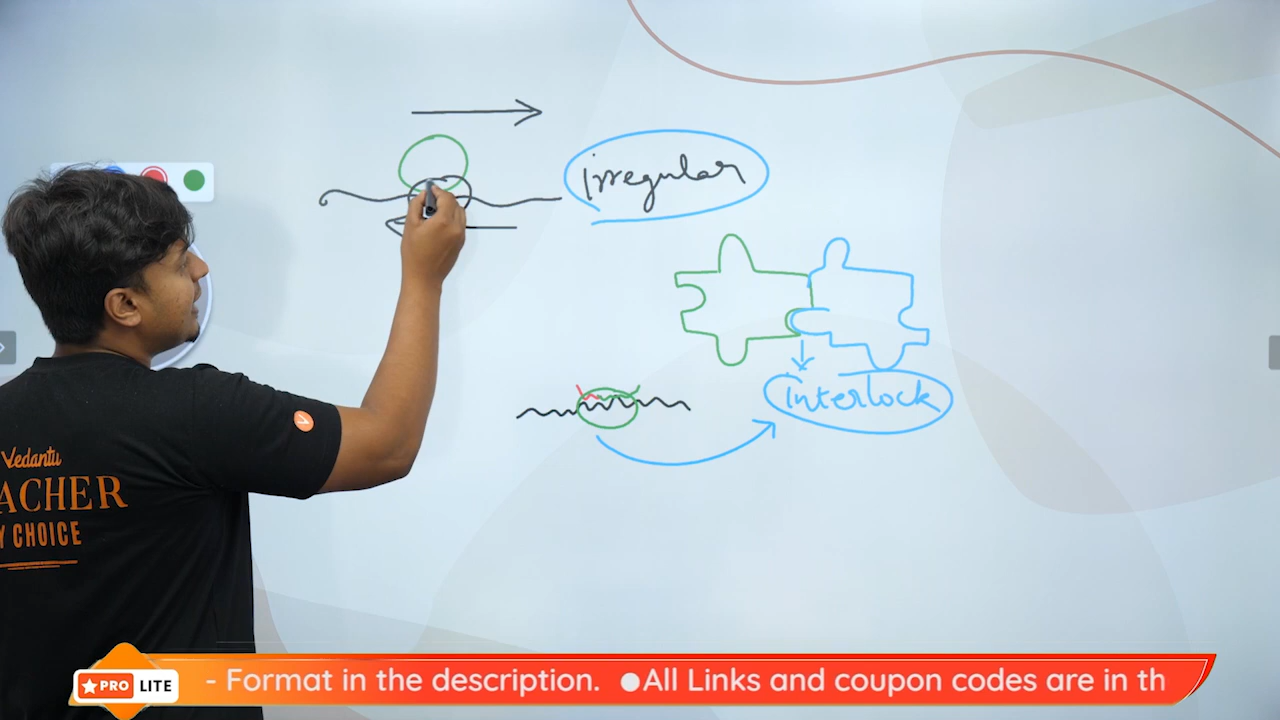 irregular
interlock
Vedantu
ACHER
Y CHOICE
PRO LITE
- Format in the description. ●All Links and coupon codes are in th